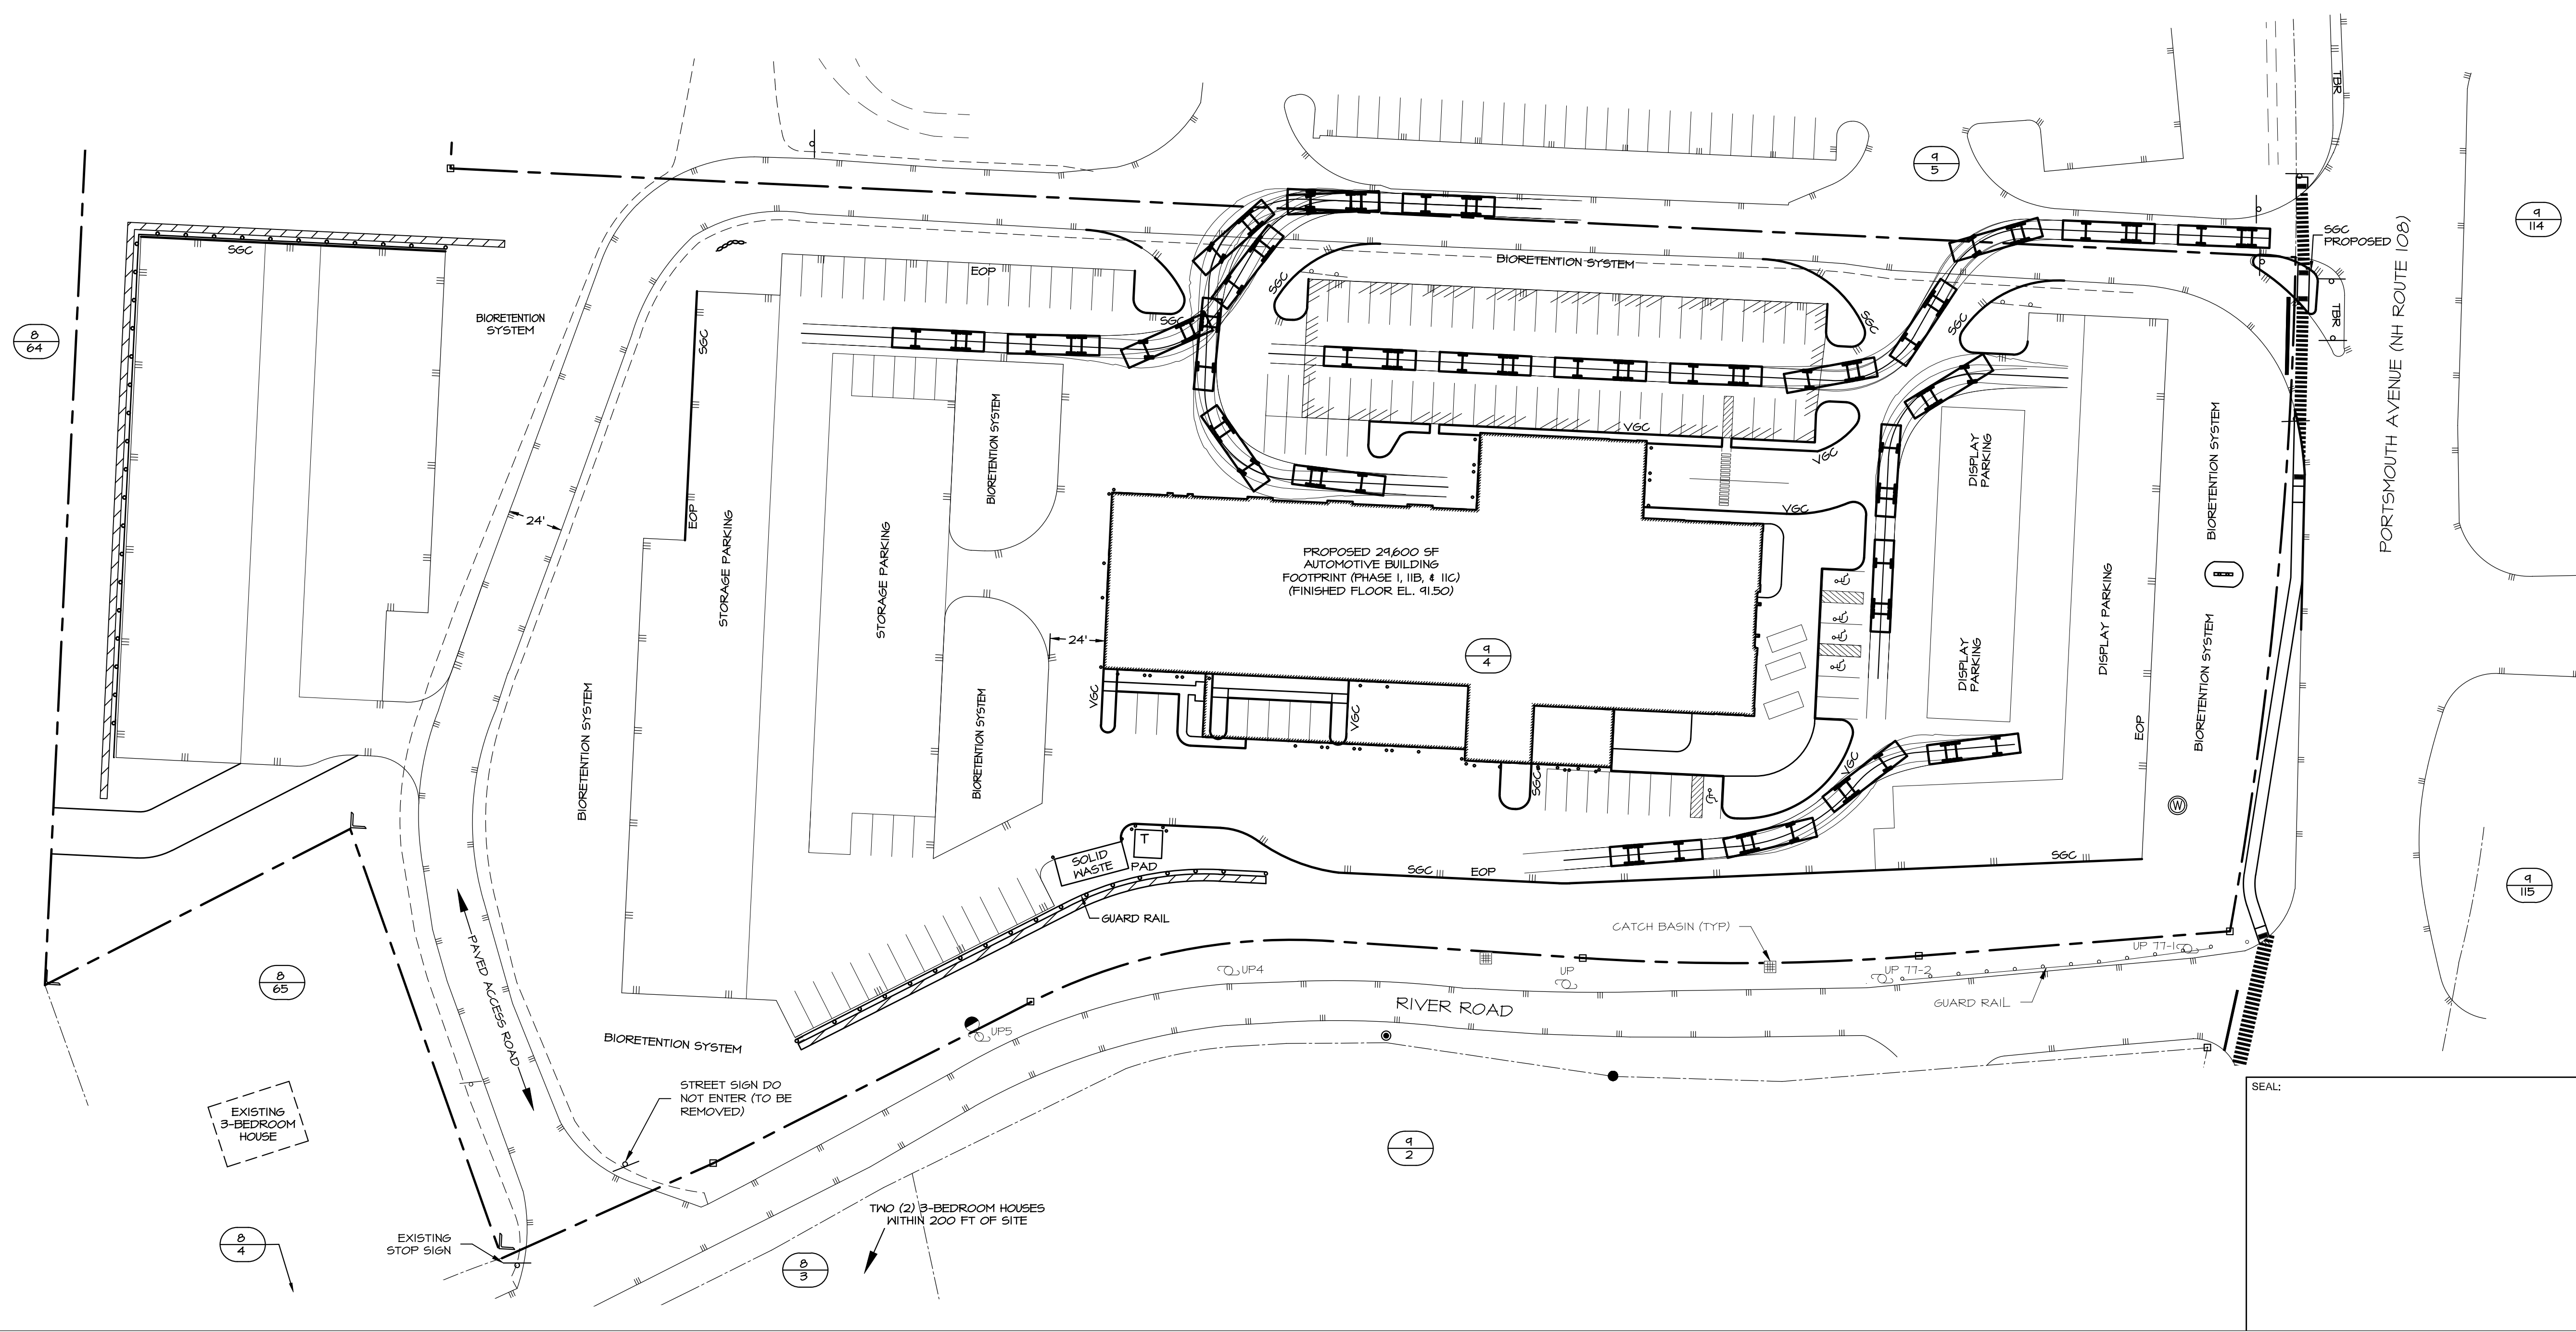 TBR
9
5
9
114
SGC
PROPOSED
PORTSMOUTH AVENUE (NH ROUTE 108)
TBR
8
64
SGC
BIORETENTION
SYSTEM
EOP
BIORETENTION SYSTEM
SGC
SGC
SGC
SGC
SGC
EOP
24'
STORAGE PARKING
STORAGE PARKING
BIORETENTION SYSTEM
VGC
VGC
VGC
DISPLAY
PARKING
BIORETENTION SYSTEM
PROPOSED 29,600 SF
AUTOMOTIVE BUILDING
FOOTPRINT (PHASE I, IIB, & IIC)
(FINISHED FLOOR EL. 91.50)
24'
9
4
DISPLAY PARKING
DISPLAY
PARKING
BIORETENTION SYSTEM
EOP
BIORETENTION SYSTEM
BIORETENTION SYSTEM
VGC
VGC
VGC
SGC
W
T
PAD
SOLID
WASTE
GUARD RAIL
SGC
EOP
SGC
9
115
CATCH BASIN (TYP)
UP 77-1
UP4
UP
UP 77-2
GUARD RAIL
RIVER ROAD
UP5
8
65
PAVED ACCESS ROAD
BIORETENTION SYSTEM
STREET SIGN DO
NOT ENTER (TO BE
REMOVED)
EXISTING
3-BEDROOM
HOUSE
SEAL:
9
2
TWO (2) 3-BEDROOM HOUSES
WITHIN 200 FT OF SITE
EXISTING
STOP SIGN
8
4
8
3